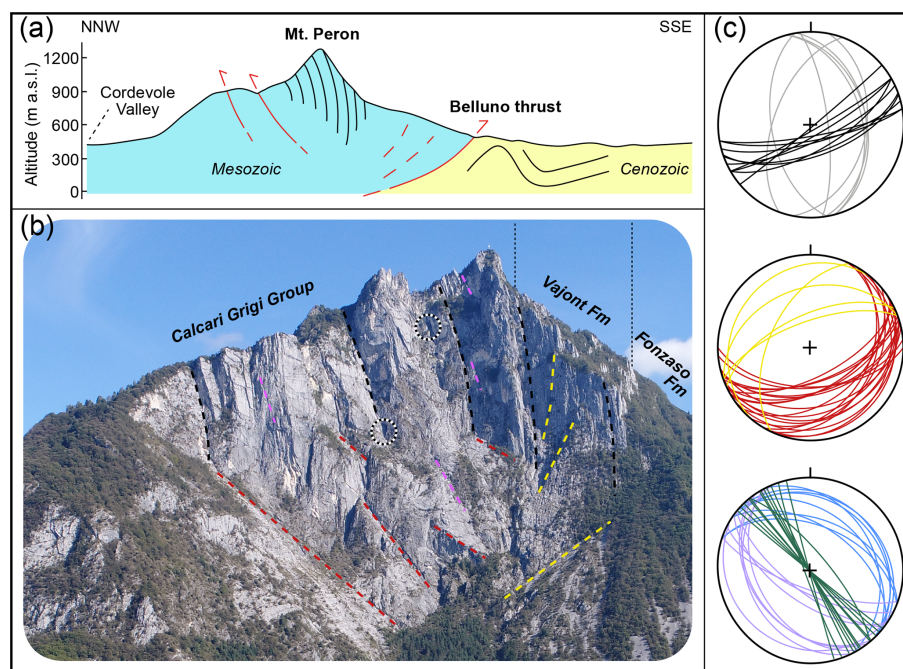 (a)
NNW
SSE
Mt. Peron
Altitude (m a.s.l.)
1200
900
600
300
0
Cordevole
Valley
Belluno thrust
Mesozoic
Cenozoic
(b)
Calcari Grigi Group
Vajont Fm
Fonzaso
Fm
(c)